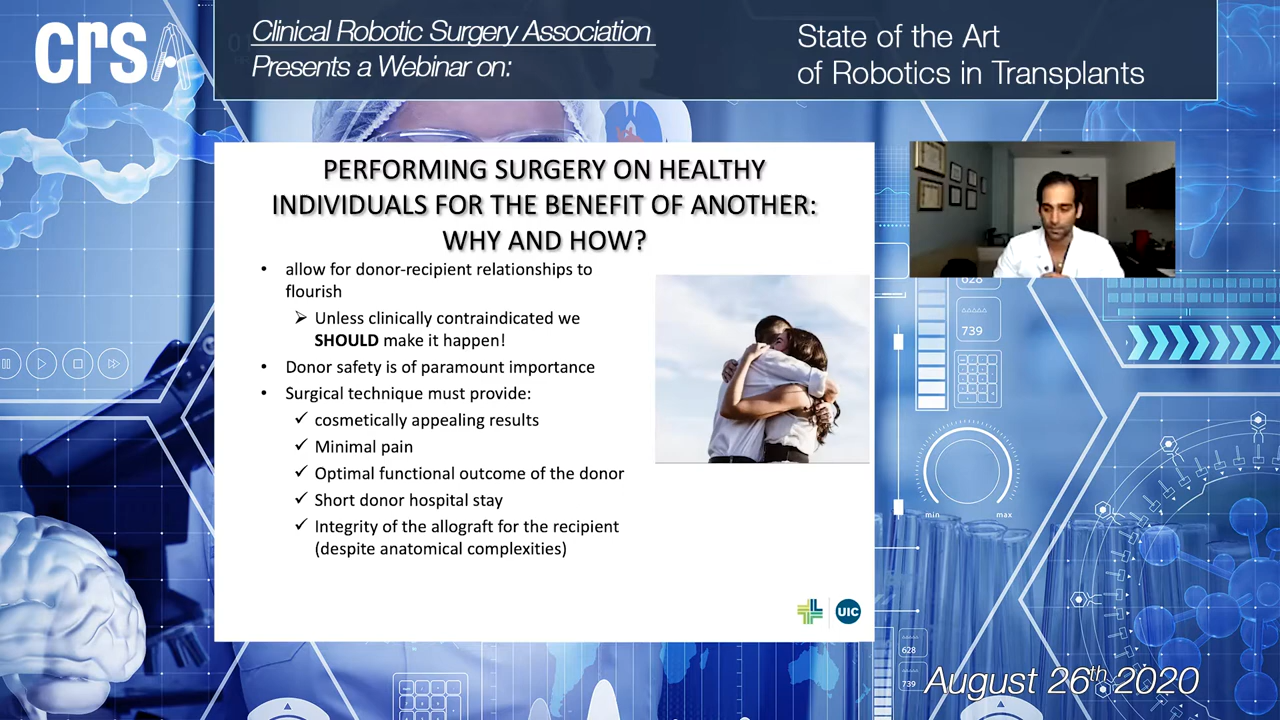 crsa
Clinical Robotic Surgery Association
Presents a Webinar on:
State of the Art
of Robotics in Transplants
PERFORMING SURGERY ON HEALTHY
INDIVIDUALS FOR THE BENEFIT OF ANOTHER:
WHY AND HOW?
• allow for donor-recipient relationships to
flourish
➢ Unless clinically contraindicated we
SHOULD make it happen!
• Donor safety is of paramount importance
• Surgical technique must provide:
✓ cosmetically appealing results
✓ Minimal pain
✓ Optimal functional outcome of the donor
✓ Short donor hospital stay
✓ Integrity of the allograft for the recipient
(despite anatomical complexities)
UIC
628
739
min max
628
739
August 26th 2020